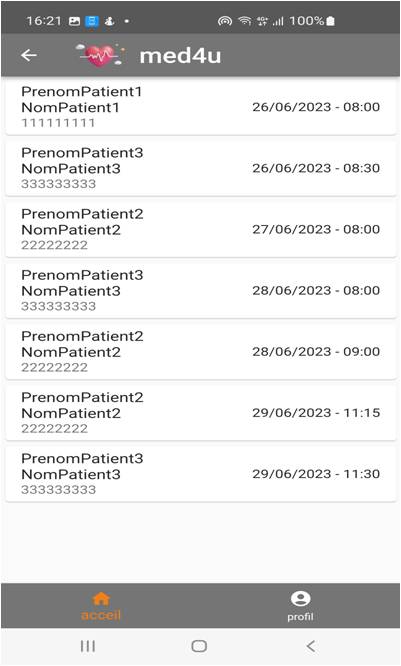 16:21 100%
med4u
PrenomPatient1
NomPatient1
26/06/2023 - 08:00
111111111
PrenomPatient3
NomPatient3
26/06/2023 - 08:30
333333333
PrenomPatient2
NomPatient2
27/06/2023 - 08:00
22222222
PrenomPatient3
NomPatient3
28/06/2023 - 08:00
333333333
PrenomPatient2
NomPatient2
28/06/2023 - 09:00
22222222
PrenomPatient2
NomPatient2
29/06/2023 - 11:15
22222222
PrenomPatient3
NomPatient3
29/06/2023 - 11:30
333333333
acceil
profil